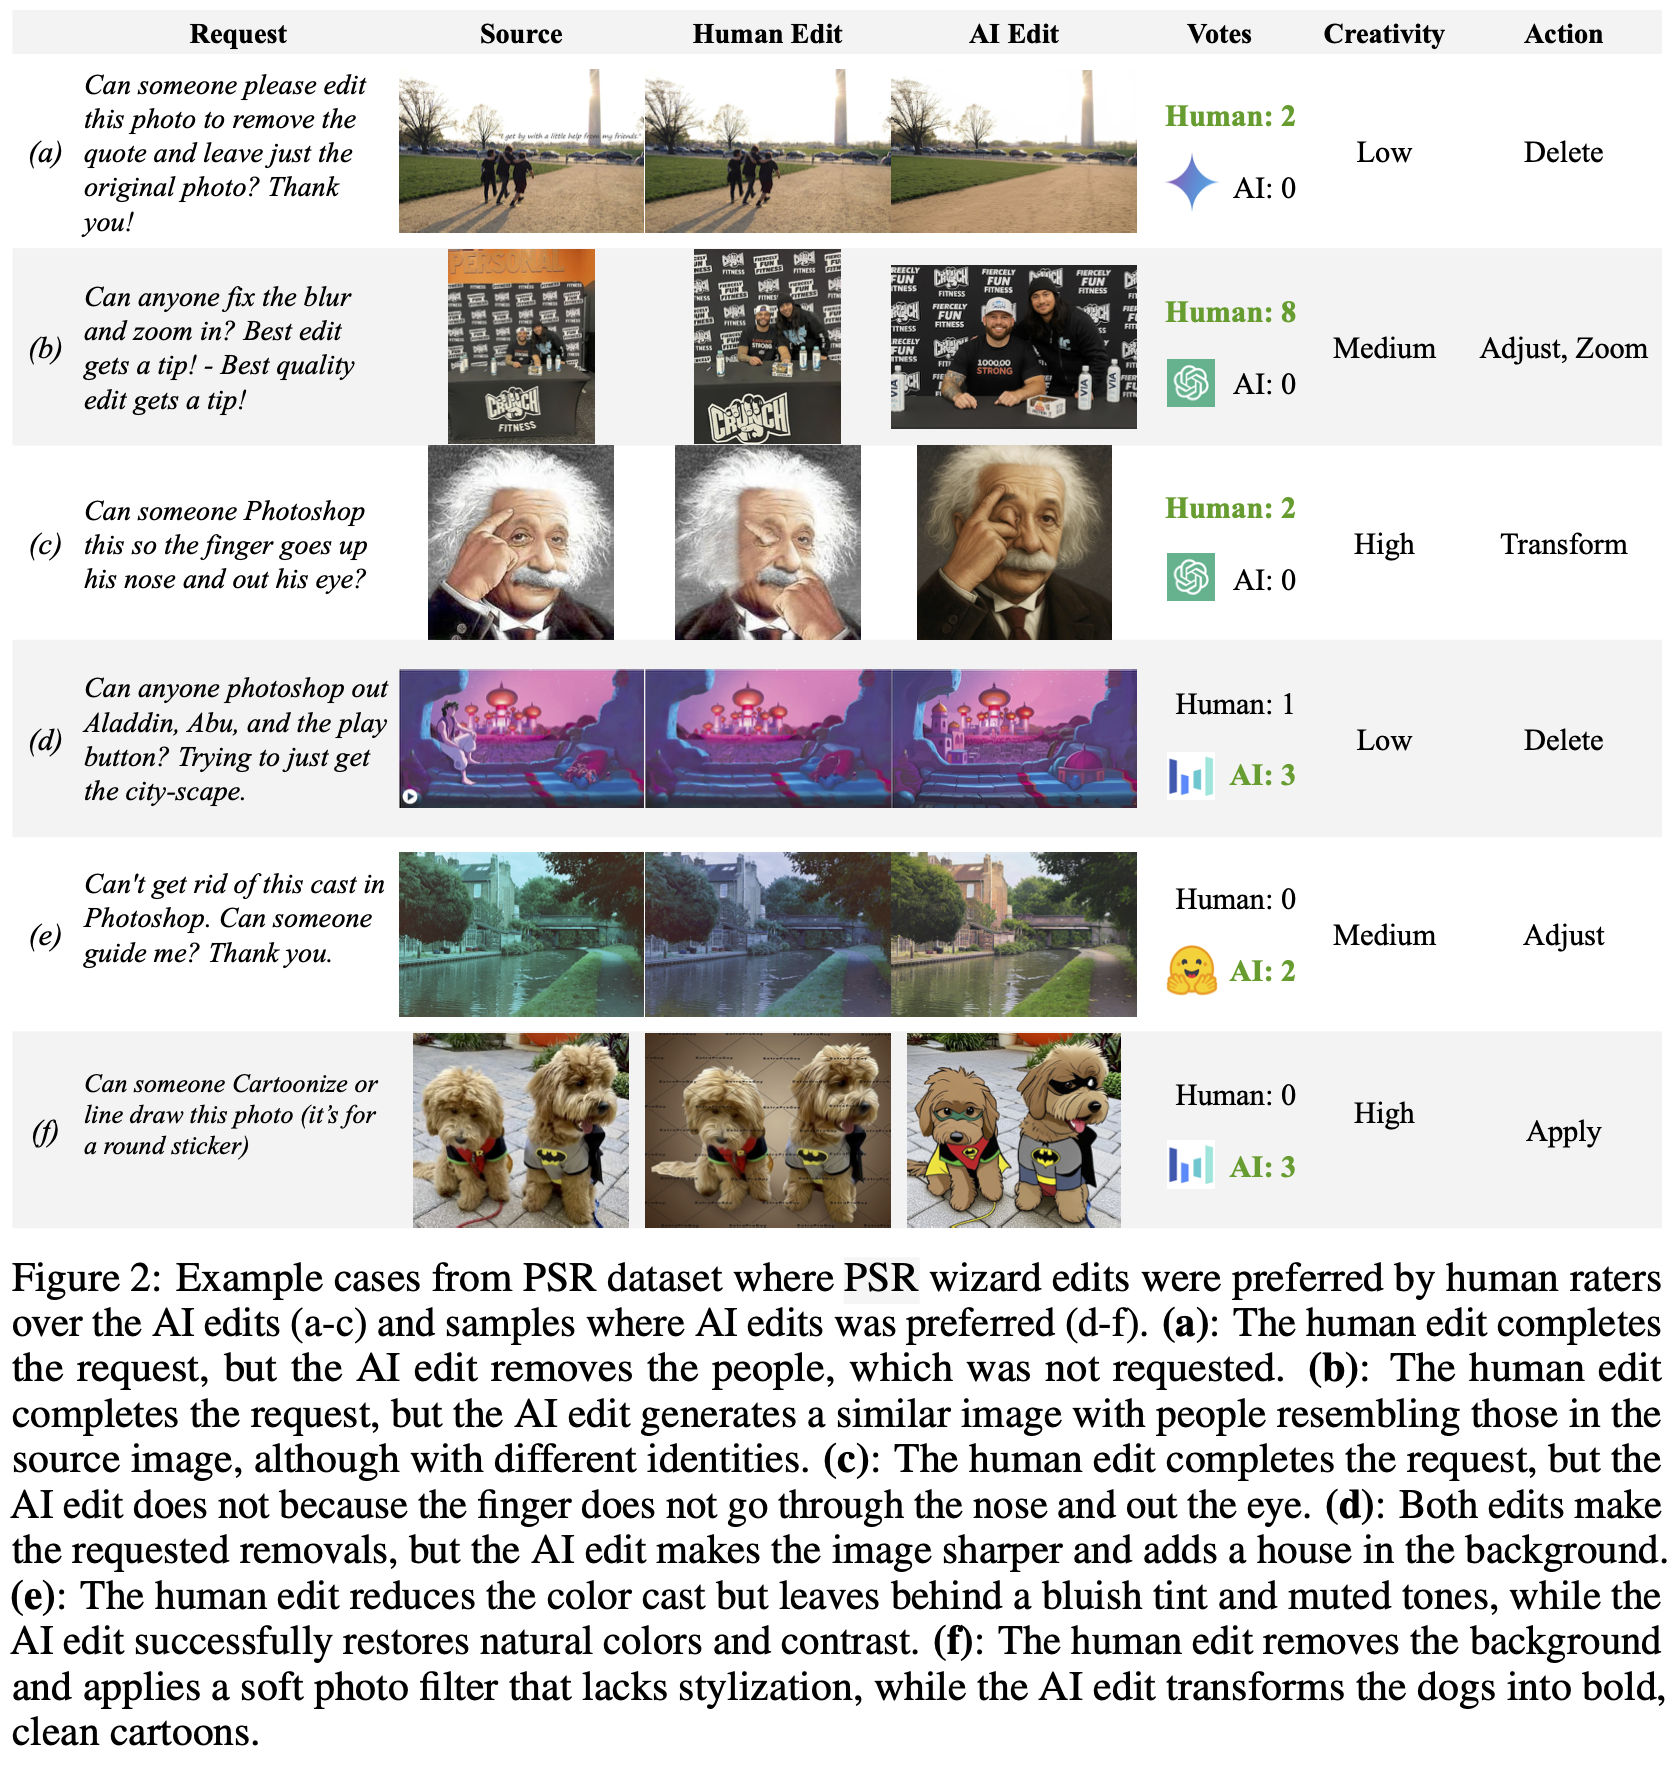 Request Source Human Edit AI Edit Votes Creativity Action
(a)
Can someone please edit
this photo to remove the
quote and leave just the
original photo? Thank
you!
"I get by with a little help from my friends."
Human: 2
AI: 0
Low
Delete
(b)
Can anyone fix the blur
and zoom in? Best edit
gets a tip! - Best quality
edit gets a tip!
PERSONAL
CRUNCH
FITNESS
CRUNCH
FITNESS
FIERCELY
FUN
FITNESS
CRUNCH
FIERCELY
FUN
FITNESS
CRUNCH
FITNESS
100000
STRONG
VIA
VIA
VIA
Human: 8
AI: 0
Medium
Adjust, Zoom
(c)
Can someone Photoshop
this so the finger goes up
his nose and out his eye?
Human: 2
AI: 0
High
Transform
(d)
Can anyone photoshop out
Aladdin, Abu, and the play
button? Trying to just get
the city-scape.
Human: 1
AI: 3
Low
Delete
(e)
Can't get rid of this cast in
Photoshop. Can someone
guide me? Thank you.
Human: 0
AI: 2
Medium
Adjust
(f)
Can someone Cartoonize or
line draw this photo (it’s for
a round sticker)
Human: 0
AI: 3
High
Apply
Figure 2: Example cases from PSR dataset where PSR wizard edits were preferred by human raters
over the AI edits (a-c) and samples where AI edits was preferred (d-f). (a): The human edit completes
the request, but the AI edit removes the people, which was not requested. (b): The human edit
completes the request, but the AI edit generates a similar image with people resembling those in the
source image, although with different identities. (c): The human edit completes the request, but the
AI edit does not because the finger does not go through the nose and out the eye. (d): Both edits make
the requested removals, but the AI edit makes the image sharper and adds a house in the background.
(e): The human edit reduces the color cast but leaves behind a bluish tint and muted tones, while the
AI edit successfully restores natural colors and contrast. (f): The human edit removes the background
and applies a soft photo filter that lacks stylization, while the AI edit transforms the dogs into bold,
clean cartoons.